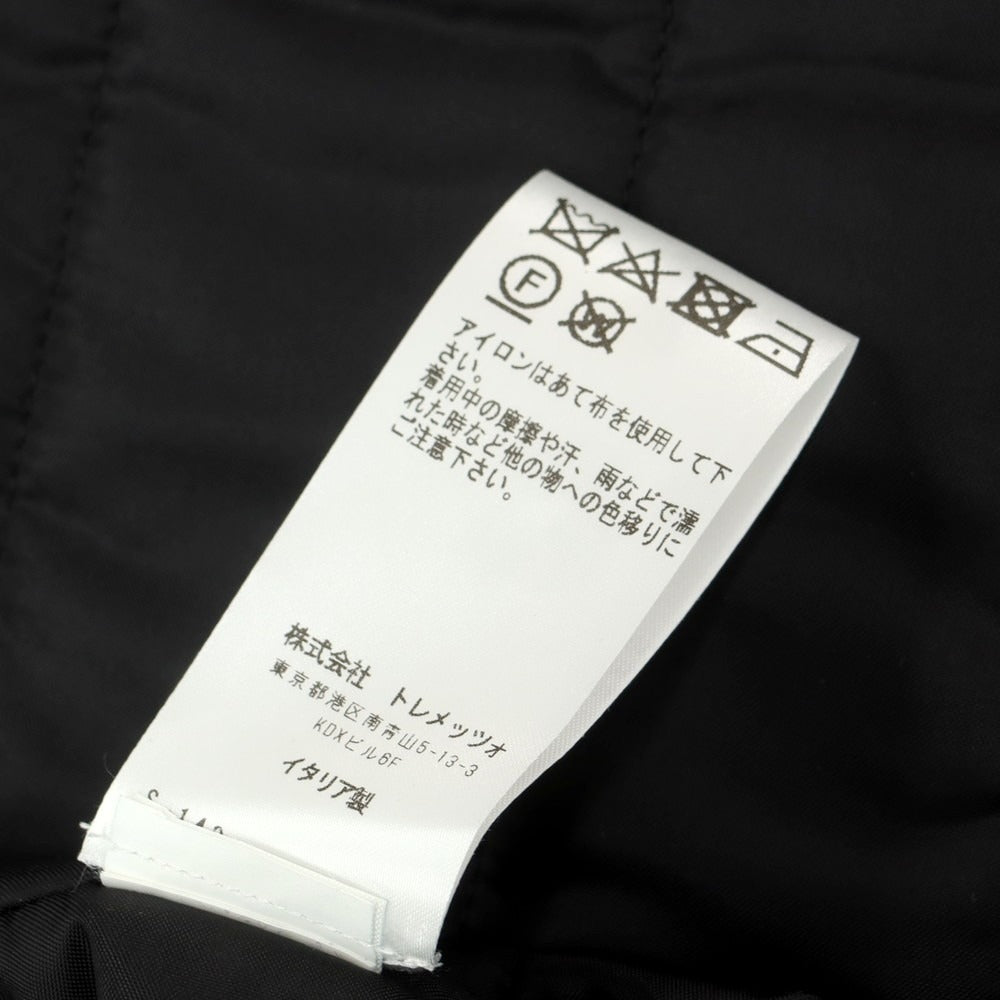 F
W
アイロンはあて布を使用して下
さい。
着用中の摩擦や汗、雨などで濡
れた時など他の物への色移りに
ご注意下さい。
株式会社 トレメッツォ
東京都港区南青山5-13-3
KDXビル6F
イタリア製